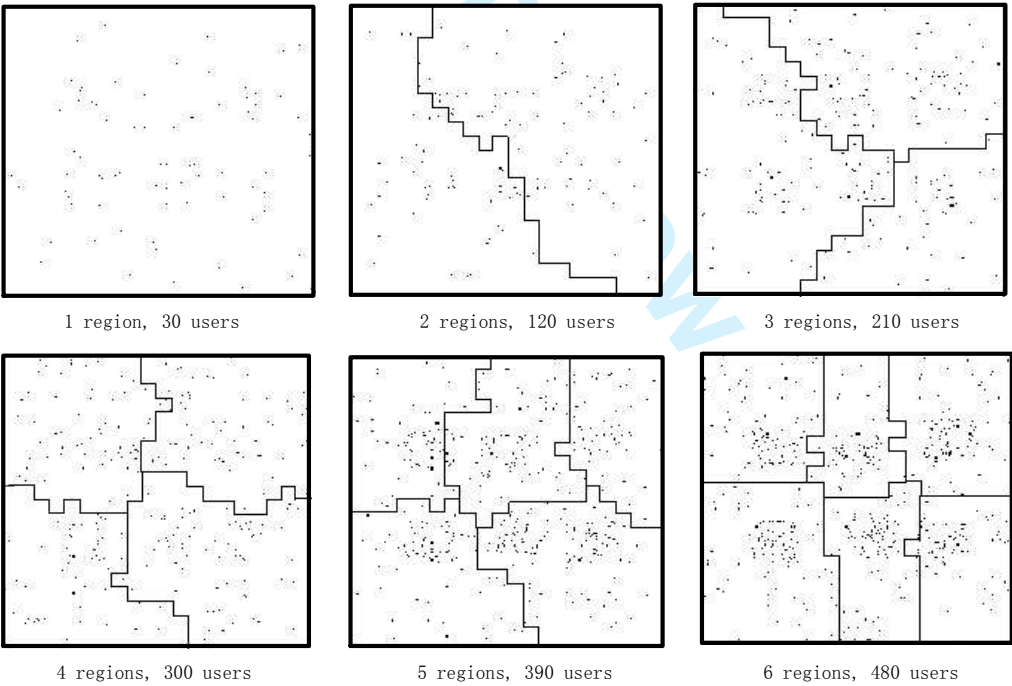 1 region, 30 users
2 regions, 120 users
3 regions, 210 users
4 regions, 300 users
5 regions, 390 users
6 regions, 480 users